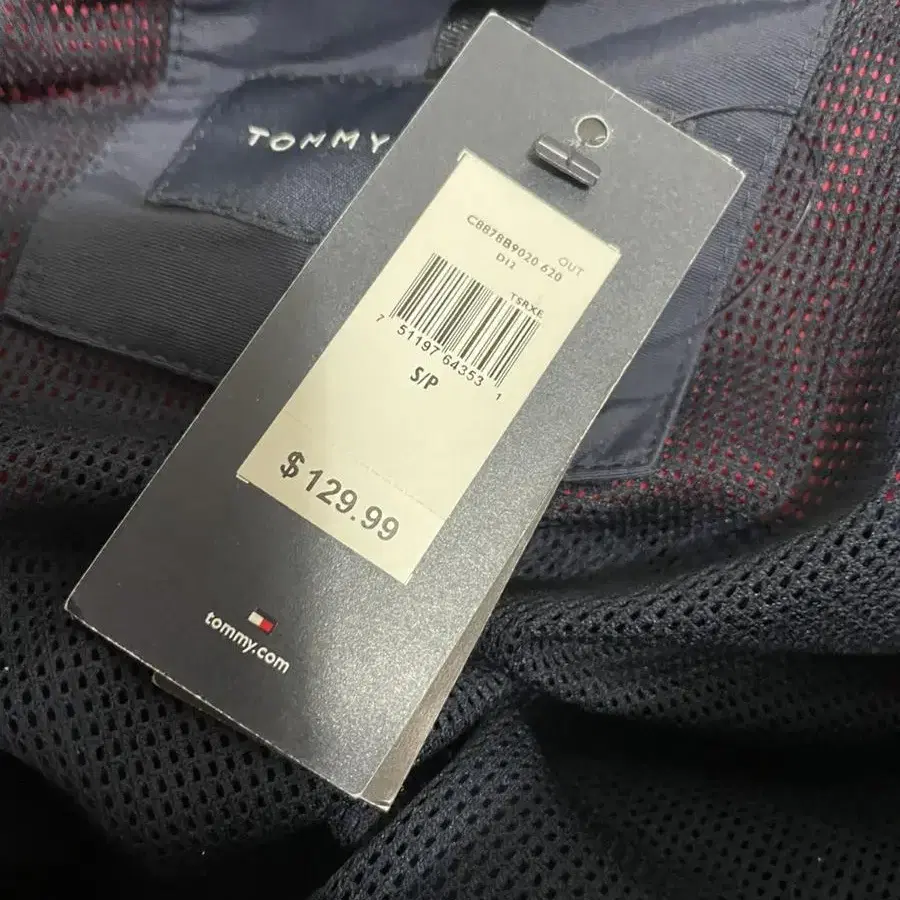 TOMMY
C8878B9020 620
OUT
D12
TSRXE
7 51197 64353 1
S/P
$129.99
tommy.com